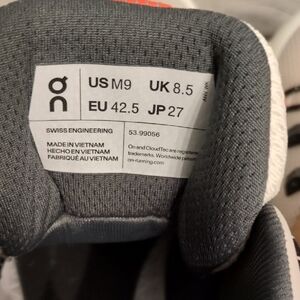 on
US M9 UK 8.5
EU 42.5 JP 27
SWISS ENGINEERING
53.99056
MADE IN VIETNAM
HECHO EN VIETNAM
FABRIQUÉ AU VIETNAM
On and CloudTec are registered
trademarks. Worldwide
on-running.com